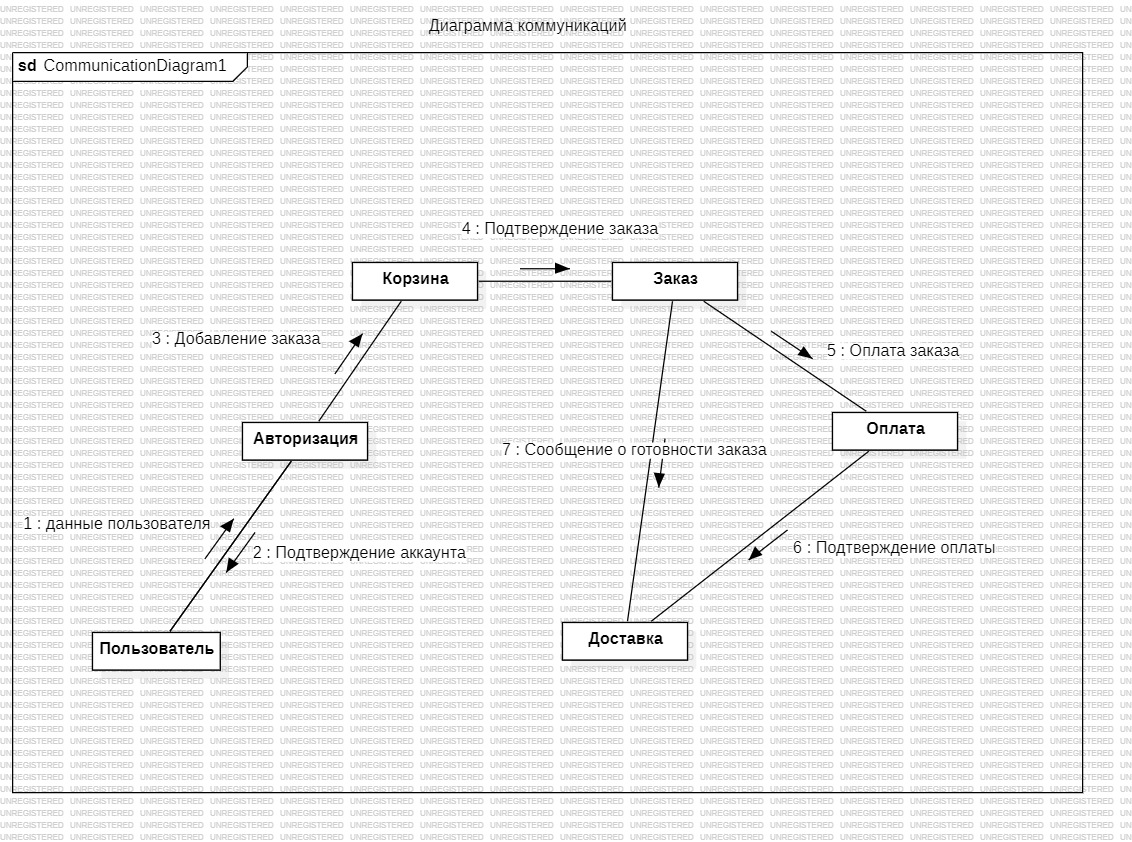 Диаграмма коммуникаций
sd CommunicationDiagram1
4 : Подтверждение заказа
Корзина
Заказ
3 : Добавление заказа
5 : Оплата заказа
Авторизация
Оплата
7 : Сообщение о готовности заказа
1 : данные пользователя
2 : Подтверждение аккаунта
6 : Подтверждение оплаты
Пользователь
Доставка
UNREGISTERED